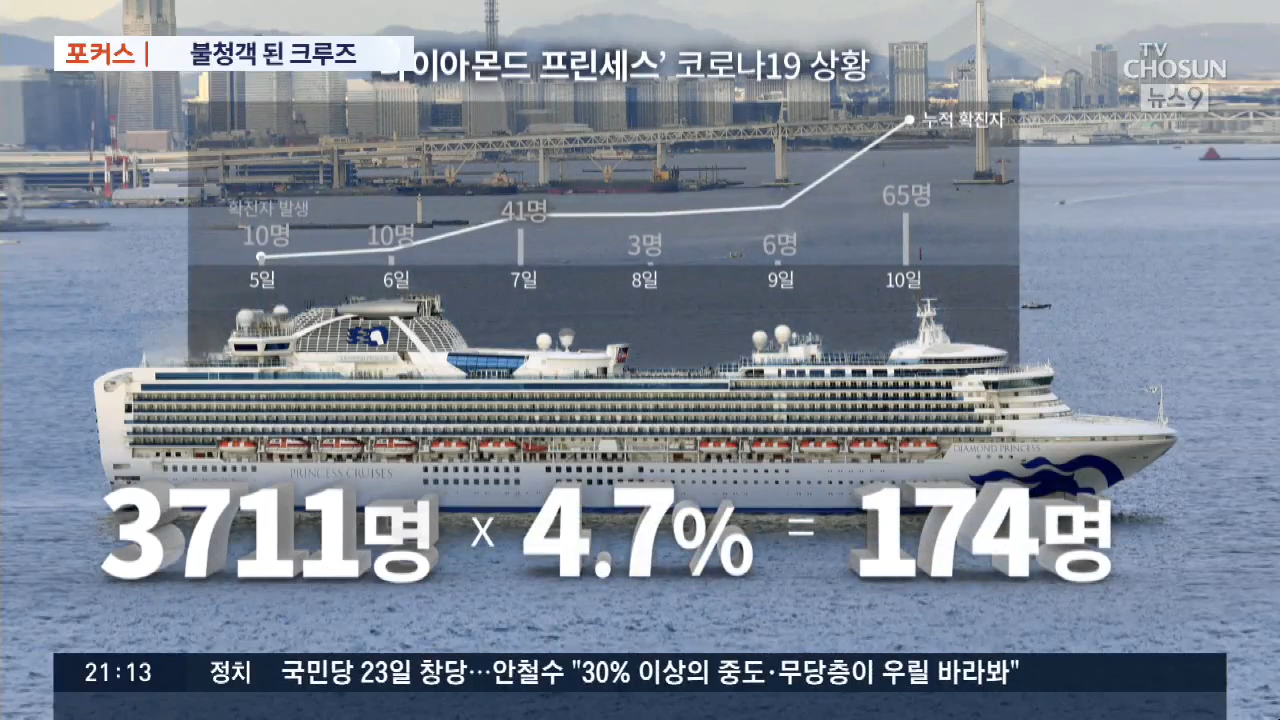 포커스 | 불청객 된 크루즈
이아몬드 프린세스’ 코로나19 상황
TV
CHOSUN
뉴스9
누적 확진자
확진자 발생
10명 10명 41명 3명 6명 65명
5일 6일 7일 8일 9일 10일
DIAMOND PRINCESS
PRINCESS CRUISES
3711명 x 4.7% = 174명
21:13 정치 국민당 23일 창당…안철수 "30% 이상의 중도·무당층이 우릴 바라봐"